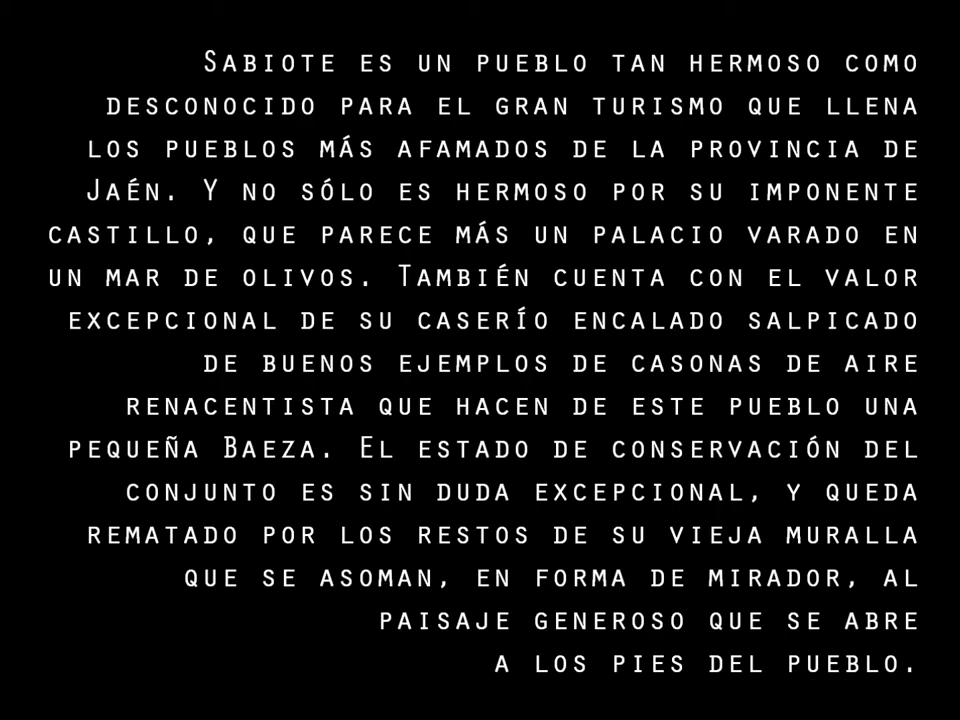 Sabiote es un pueblo tan hermoso como
desconocido para el gran turismo que llena
los pueblos más afamados de la provincia de
Jaén. Y no sólo es hermoso por su imponente
castillo, que parece más un palacio varado en
un mar de olivos. También cuenta con el valor
excepcional de su caserío encalado salpicado
de buenos ejemplos de casonas de aire
renacentista que hacen de este pueblo una
pequeña Baeza. El estado de conservación del
conjunto es sin duda excepcional, y queda
rematado por los restos de su vieja muralla
que se asoman, en forma de mirador, al
paisaje generoso que se abre
a los pies del pueblo.